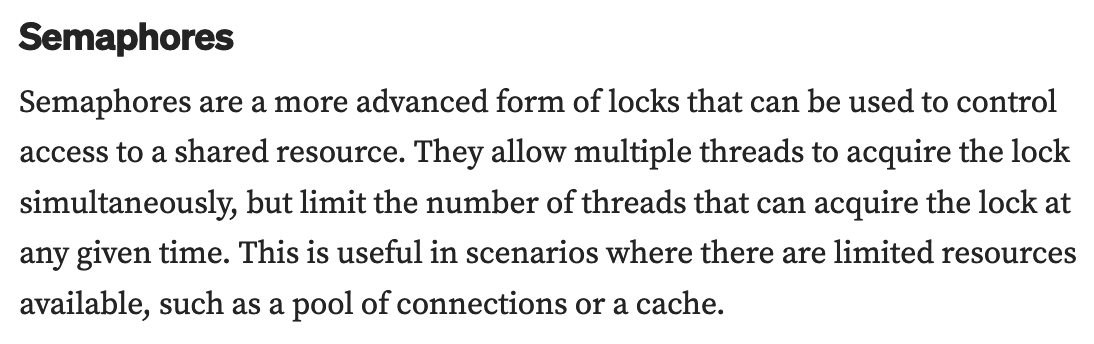 Semaphores
Semaphores are a more advanced form of locks that can be used to control
access to a shared resource. They allow multiple threads to acquire the lock
simultaneously, but limit the number of threads that can acquire the lock at
any given time. This is useful in scenarios where there are limited resources
available, such as a pool of connections or a cache.